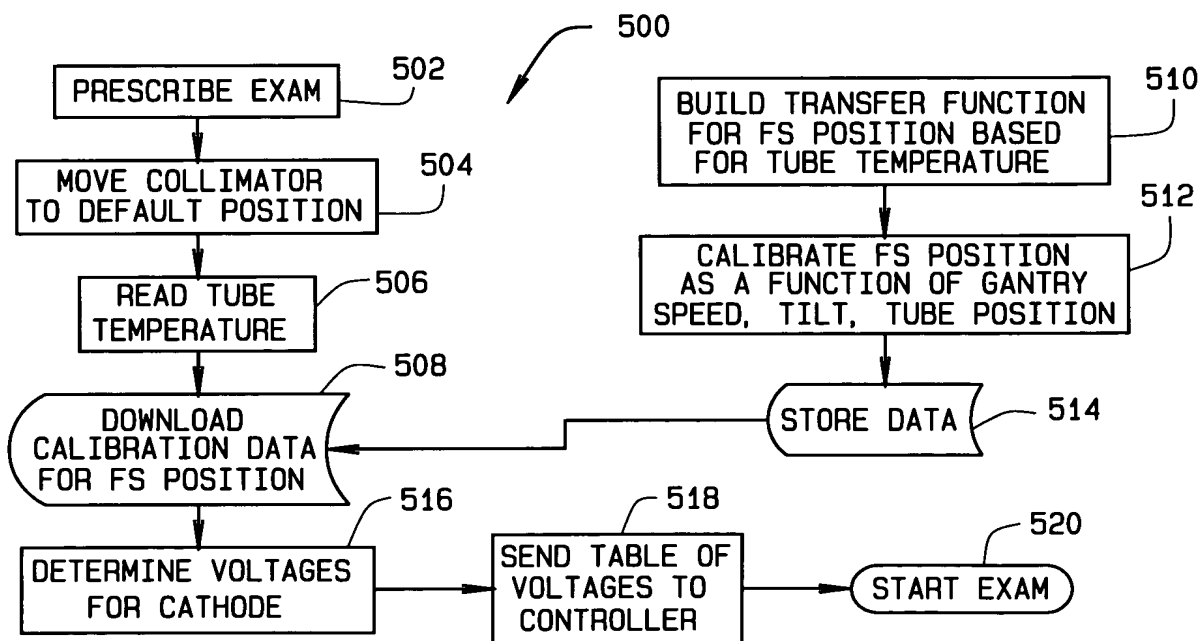 500
PRESCRIBE EXAM
502
MOVE COLLIMATOR
TO DEFAULT POSITION
504
READ TUBE
TEMPERATURE
506
DOWNLOAD
CALIBRATION DATA
FOR FS POSITION
508
BUILD TRANSFER FUNCTION
FOR FS POSITION BASED
FOR TUBE TEMPERATURE
510
CALIBRATE FS POSITION
AS A FUNCTION OF GANTRY
SPEED, TILT, TUBE POSITION
512
STORE DATA
514
DETERMINE VOLTAGES
FOR CATHODE
516
SEND TABLE OF
VOLTAGES TO
CONTROLLER
518
START EXAM
520